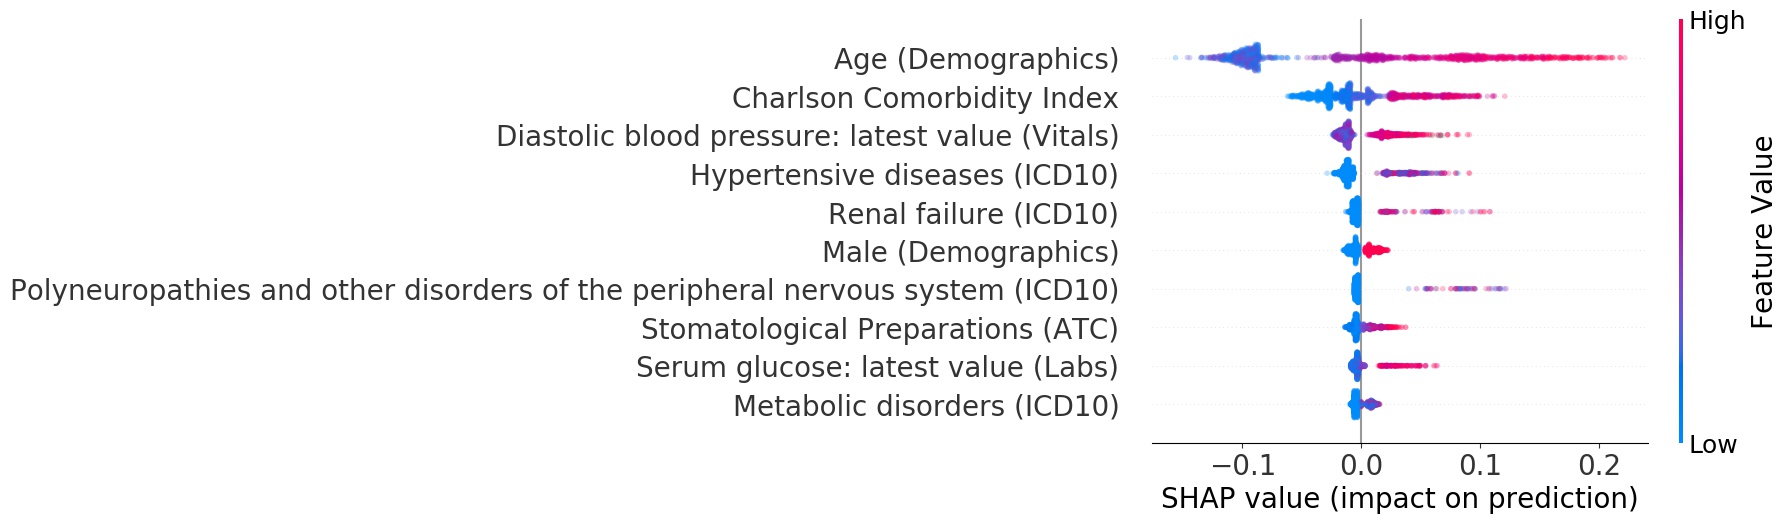 High
Age (Demographics)
Charlson Comorbidity Index
Diastolic blood pressure: latest value (Vitals)
Hypertensive diseases (ICD10)
Renal failure (ICD10)
Male (Demographics)
Polyneuropathies and other disorders of the peripheral nervous system (ICD10)
Stomatological Preparations (ATC)
Serum glucose: latest value (Labs)
Metabolic disorders (ICD10)
Feature Value
Low
−0.1 0.0 0.1 0.2
SHAP value (impact on prediction)